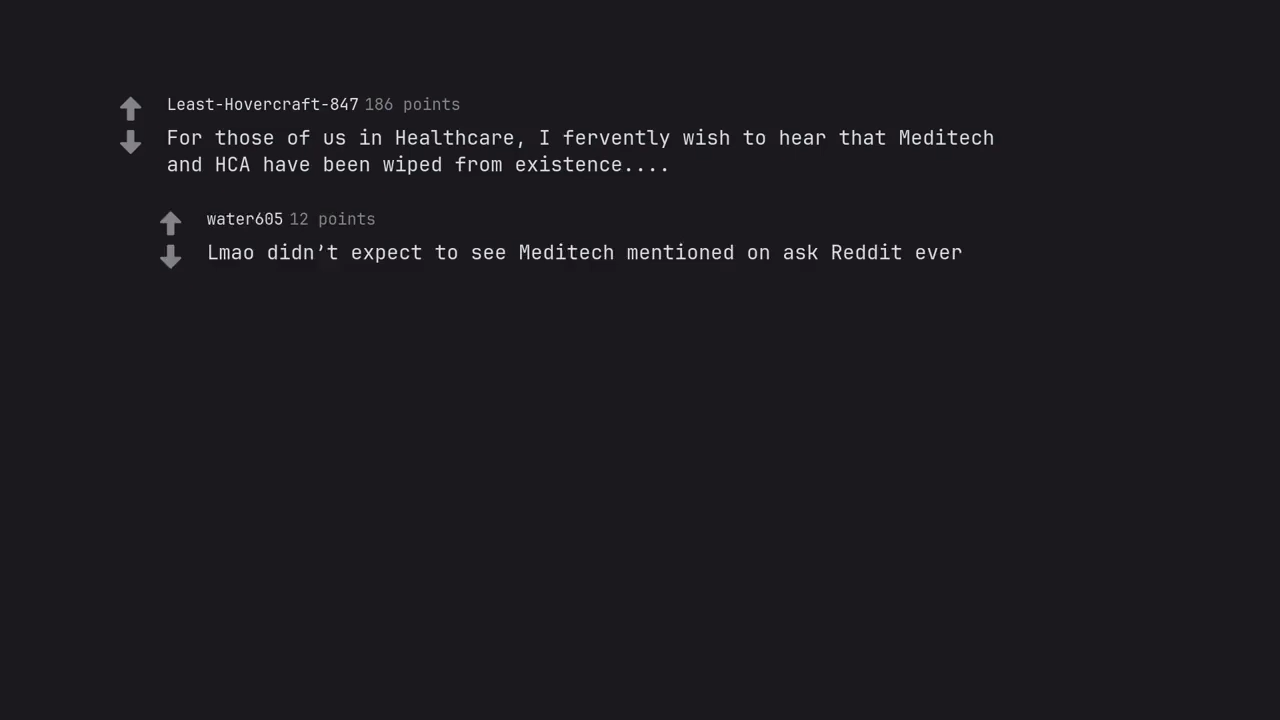 Least-Hovercraft-847 186 points
For those of us in Healthcare, I fervently wish to hear that Meditech
and HCA have been wiped from existence....
water605 12 points
Lmao didn’t expect to see Meditech mentioned on ask Reddit ever